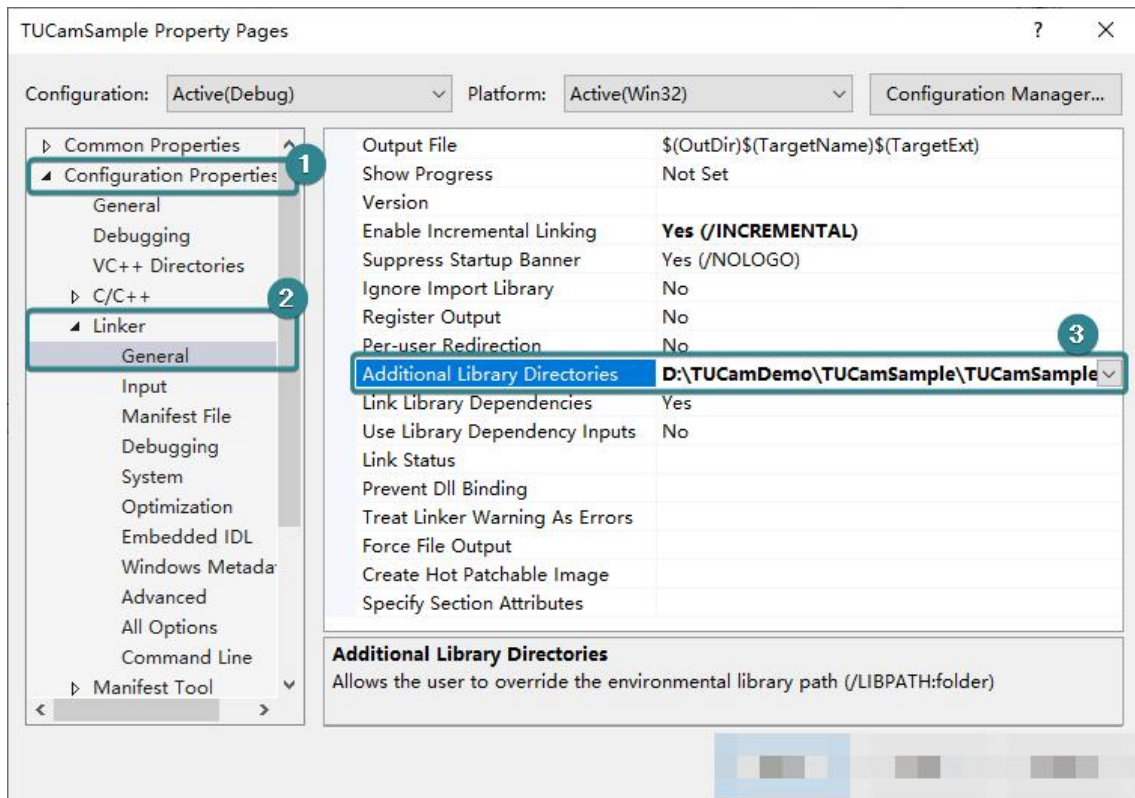 TUCamSample Property Pages
?
Configuration: Active(Debug) Platform: Active(Win32) Configuration Manager...
Common Properties
1
Configuration Properties
General
Debugging
VC++ Directories
C/C++
2
Linker
General
Input
Manifest File
Debugging
System
Optimization
Embedded IDL
Windows Metada
Advanced
All Options
Command Line
Manifest Tool
Output File $(OutDir)$(TargetName)$(TargetExt)
Show Progress Not Set
Version
Enable Incremental Linking Yes (/INCREMENTAL)
Suppress Startup Banner Yes (/NOLOGO)
Ignore Import Library No
Register Output No
3
Per-user Redirection No
Additional Library Directories D:\TUCamDemo\TUCamSample\TUCamSample
Link Library Dependencies Yes
Use Library Dependency Inputs No
Link Status
Prevent Dll Binding
Treat Linker Warning As Errors
Force File Output
Create Hot Patchable Image
Specify Section Attributes
Additional Library Directories
Allows the user to override the environmental library path (/LIBPATH:folder)